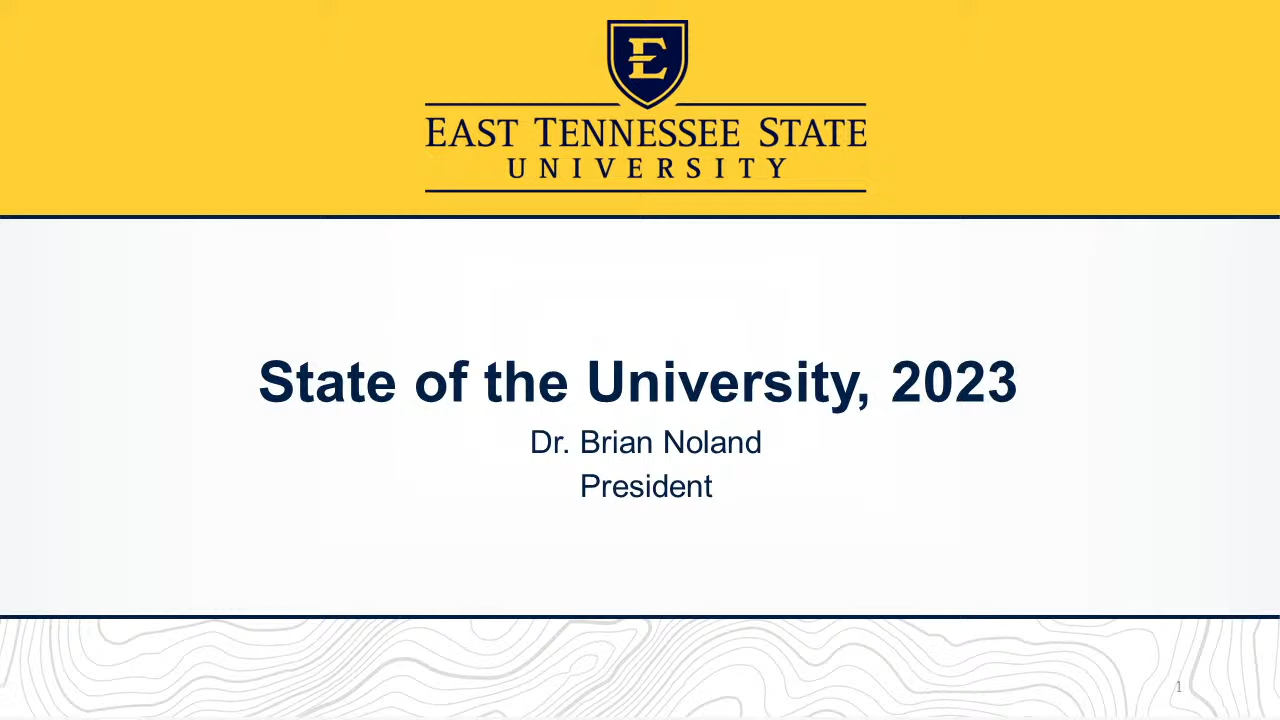 E
EAST TENNESSEE STATE
UNIVERSITY
State of the University, 2023
Dr. Brian Noland
President
1